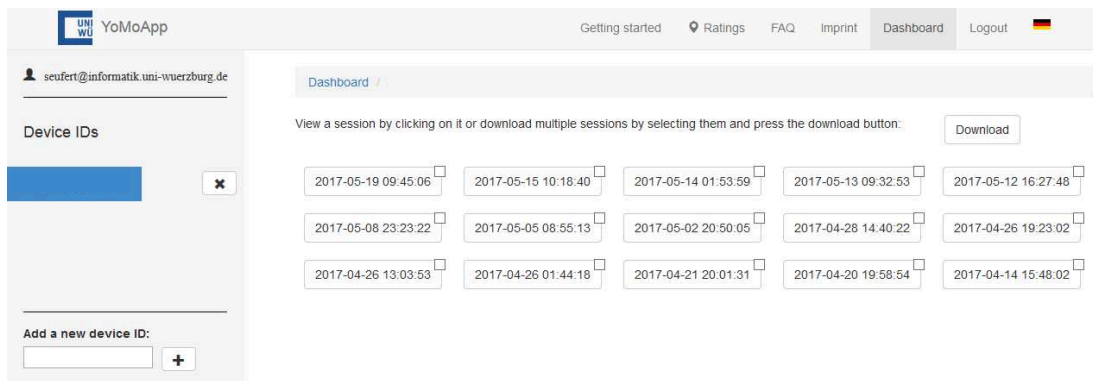 UNI WÜ YoMoApp Getting started Ratings FAQ Imprint Dashboard Logout
seufert@informatik.uni-wuerzburg.de
Dashboard /
Device IDs
View a session by clicking on it or download multiple sessions by selecting them and press the download button: Download
2017-05-19 09:45:06 2017-05-15 10:18:40 2017-05-14 01:53:59 2017-05-13 09:32:53 2017-05-12 16:27:48
2017-05-08 23:23:22 2017-05-05 08:55:13 2017-05-02 20:50:05 2017-04-28 14:40:22 2017-04-26 19:23:02
2017-04-26 13:03:53 2017-04-26 01:44:18 2017-04-21 20:01:31 2017-04-20 19:58:54 2017-04-14 15:48:02
Add a new device ID: